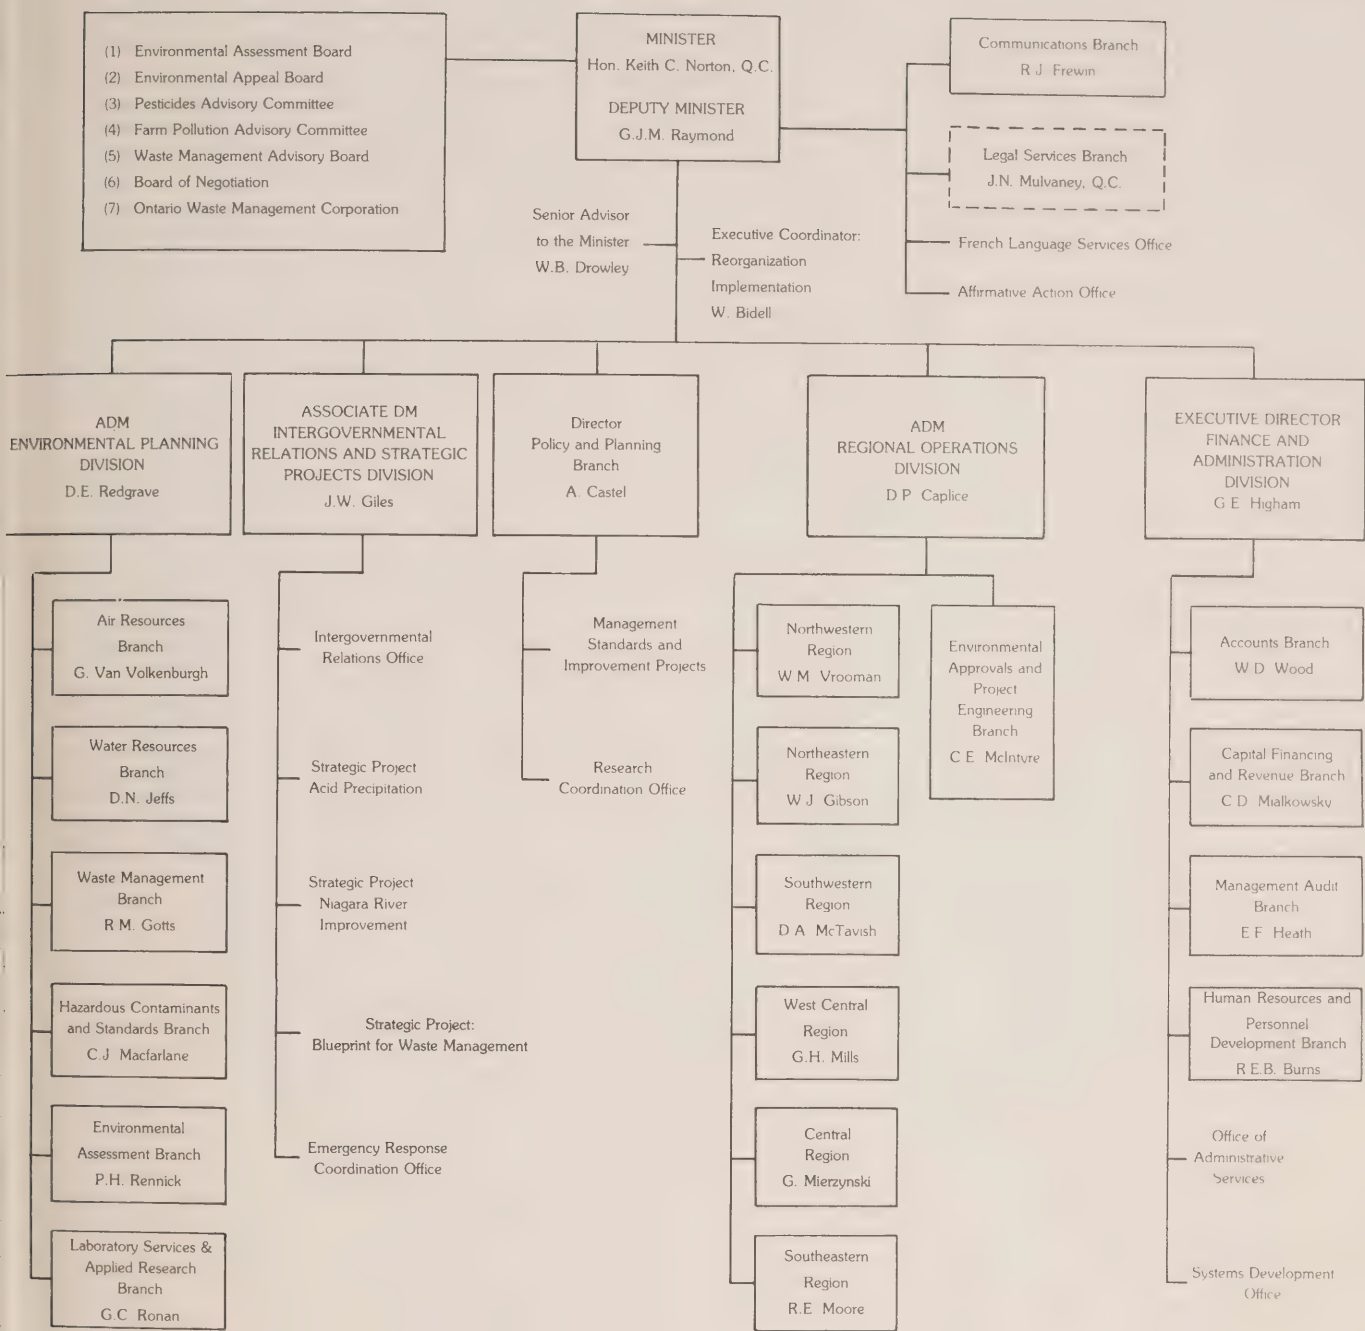 (1) Environmental Assessment Board
(2) Environmental Appeal Board
(3) Pesticides Advisory Committee
(4) Farm Pollution Advisory Committee
(5) Waste Management Advisory Board
(6) Board of Negotiation
(7) Ontario Waste Management Corporation
MINISTER
Hon. Keith C. Norton, Q.C.
DEPUTY MINISTER
G.J.M. Raymond
Communications Branch
R J Frewin
Legal Services Branch
J.N. Mulvaney, Q.C.
French Language Services Office
Affirmative Action Office
Senior Advisor
to the Minister
W.B. Drowley
Executive Coordinator:
Reorganization
Implementation
W. Bidell
ADM
ENVIRONMENTAL PLANNING
DIVISION
D.E. Redgrave
ASSOCIATE DM
INTERGOVERNMENTAL
RELATIONS AND STRATEGIC
PROJECTS DIVISION
J.W. Giles
Director
Policy and Planning
Branch
A. Castel
ADM
REGIONAL OPERATIONS
DIVISION
D P Caplice
EXECUTIVE DIRECTOR
FINANCE AND
ADMINISTRATION
DIVISION
G E Higham
Air Resources
Branch
G. Van Volkenburgh
Water Resources
Branch
D.N. Jeffs
Waste Management
Branch
R M. Gotts
Hazardous Contaminants
and Standards Branch
C.J Macfarlane
Environmental
Assessment Branch
P.H. Rennick
Laboratory Services &
Applied Research
Branch
G.C Ronan
Intergovernmental
Relations Office
Strategic Project
Acid Precipitation
Strategic Project
Niagara River
Improvement
Strategic Project:
Blueprint for Waste Management
Emergency Response
Coordination Office
Management
Standards and
Improvement Projects
Research
Coordination Office
Northwestern
Region
W M Vrooman
Northeastern
Region
W J Gibson
Southwestern
Region
D A McTavish
West Central
Region
G.H. Mills
Central
Region
G. Mierzynski
Southeastern
Region
R.E Moore
Environmental
Approvals and
Project
Engineering
Branch
C E McIntyre
Accounts Branch
W D Wood
Capital Financing
and Revenue Branch
C D Mialkowsky
Management Audit
Branch
E F Heath
Human Resources and
Personnel
Development Branch
R E.B. Burns
Office of
Administrative
Services
Systems Development
Office